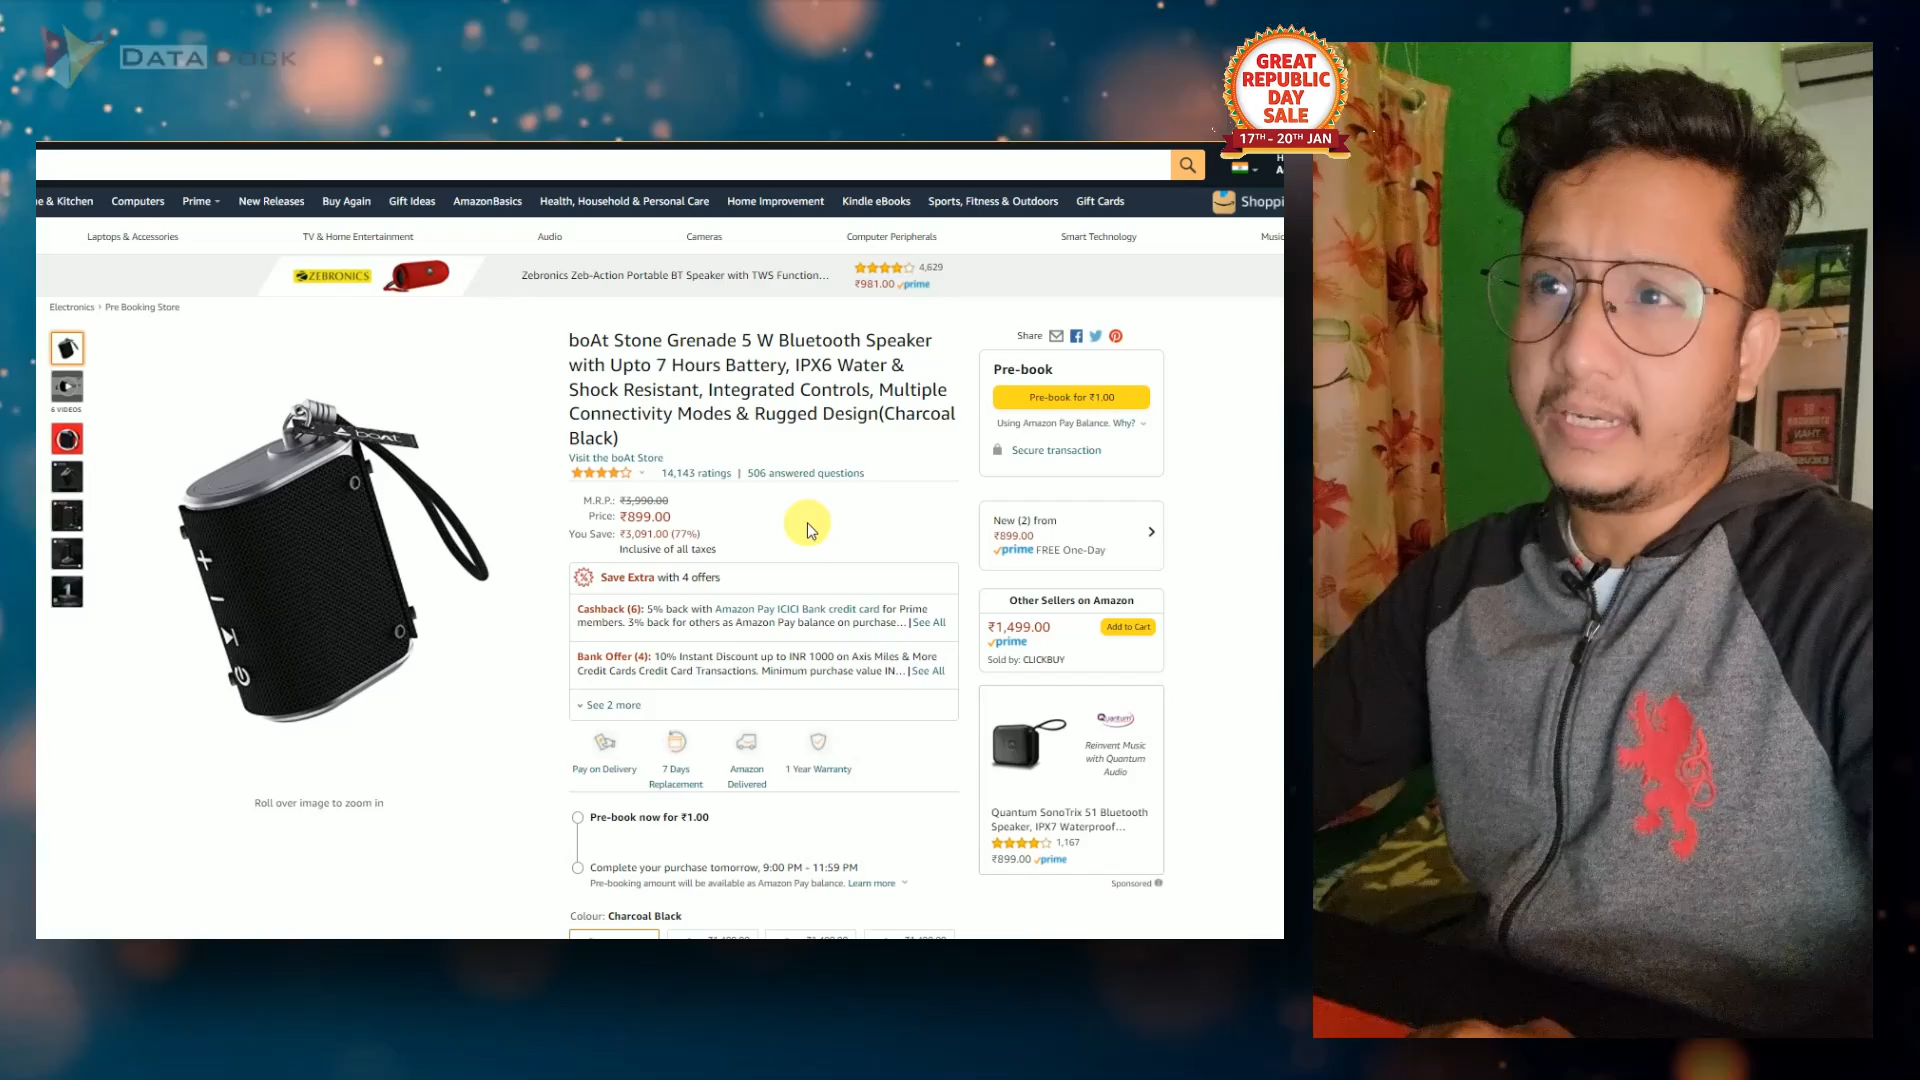 DATA DOCK
GREAT
REPUBLIC
DAY
SALE
17TH - 20TH JAN
H
A
e & Kitchen
Computers
Prime
New Releases
Buy Again
Gift Ideas
AmazonBasics
Health, Household & Personal Care
Home Improvement
Kindle eBooks
Sports, Fitness & Outdoors
Gift Cards
Shoppi
Laptops & Accessories
TV & Home Entertainment
Audio
Cameras
Computer Peripherals
Smart Technology
Music
ZEBRONICS
Zebronics Zeb-Action Portable BT Speaker with TWS Function...
4,629
₹981.00 prime
Electronics › Pre Booking Store
6 VIDEOS
boAt
Roll over image to zoom in
boAt Stone Grenade 5 W Bluetooth Speaker
with Upto 7 Hours Battery, IPX6 Water &
Shock Resistant, Integrated Controls, Multiple
Connectivity Modes & Rugged Design(Charcoal
Black)
Visit the boAt Store
14,143 ratings | 506 answered questions
M.R.P.: ₹3,990.00
Price: ₹899.00
You Save: ₹3,091.00 (77%)
Inclusive of all taxes
Save Extra with 4 offers
Cashback (6): 5% back with Amazon Pay ICICI Bank credit card for Prime
members. 3% back for others as Amazon Pay balance on purchase... | See All
Bank Offer (4): 10% Instant Discount up to INR 1000 on Axis Miles & More
Credit Cards Credit Card Transactions. Minimum purchase value IN... | See All
See 2 more
Pay on Delivery
7 Days
Replacement
Amazon
Delivered
1 Year Warranty
Pre-book now for ₹1.00
Complete your purchase tomorrow, 9:00 PM - 11:59 PM
Pre-booking amount will be available as Amazon Pay balance. Learn more
Colour: Charcoal Black
Share
Pre-book
Pre-book for ₹1.00
Using Amazon Pay Balance. Why?
Secure transaction
New (2) from
₹899.00
prime FREE One-Day
Other Sellers on Amazon
₹1,499.00
Add to Cart
prime
Sold by: CLICKBUY
Quantum
Reinvent Music
with Quantum
Audio
Quantum SonoTrix 51 Bluetooth
Speaker, IPX7 Waterproof...
1,167
₹899.00 prime
Sponsored